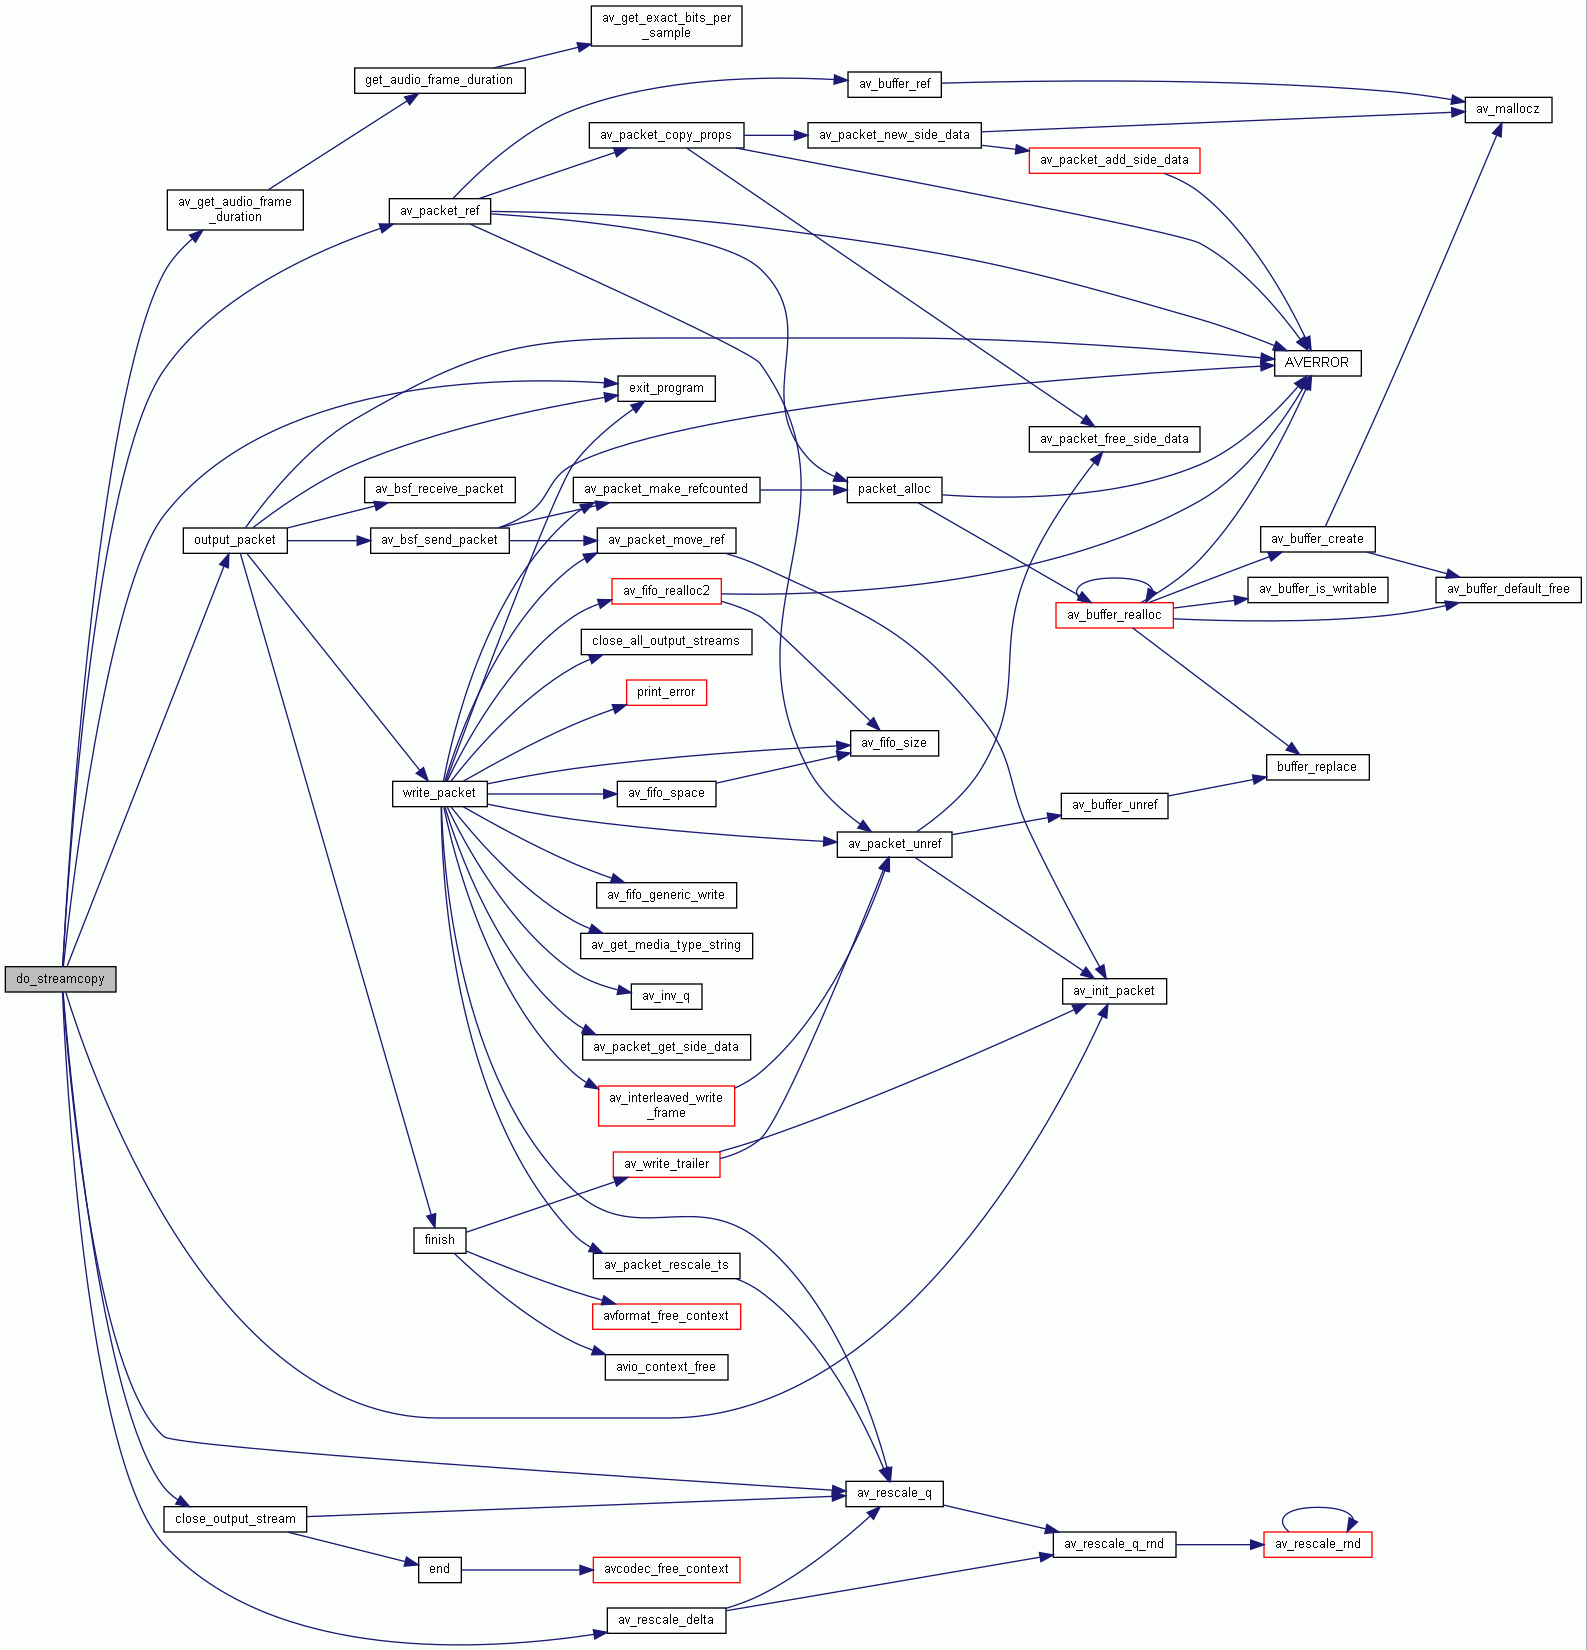 av_get_exact_bits_per
_sample
get_audio_frame_duration
av_buffer_ref
av_mallocz
av_packet_copy_props
av_packet_new_side_data
av_packet_add_side_data
av_get_audio_frame
_duration
av_packet_ref
AVERROR
exit_program
av_packet_free_side_data
av_bsf_receive_packet
av_packet_make_refcounted
packet_alloc
output_packet
av_bsf_send_packet
av_packet_move_ref
av_buffer_create
av_fifo_realloc2
av_buffer_is_writable
av_buffer_default_free
av_buffer_realloc
close_all_output_streams
print_error
av_fifo_size
buffer_replace
write_packet
av_fifo_space
av_buffer_unref
av_packet_unref
av_fifo_generic_write
av_get_media_type_string
do_streamcopy
av_inv_q
av_init_packet
av_packet_get_side_data
av_interleaved_write
_frame
av_write_trailer
finish
av_packet_rescale_ts
avformat_free_context
avio_context_free
av_rescale_q
close_output_stream
av_rescale_q_rnd
av_rescale_rnd
end
avcodec_free_context
av_rescale_delta